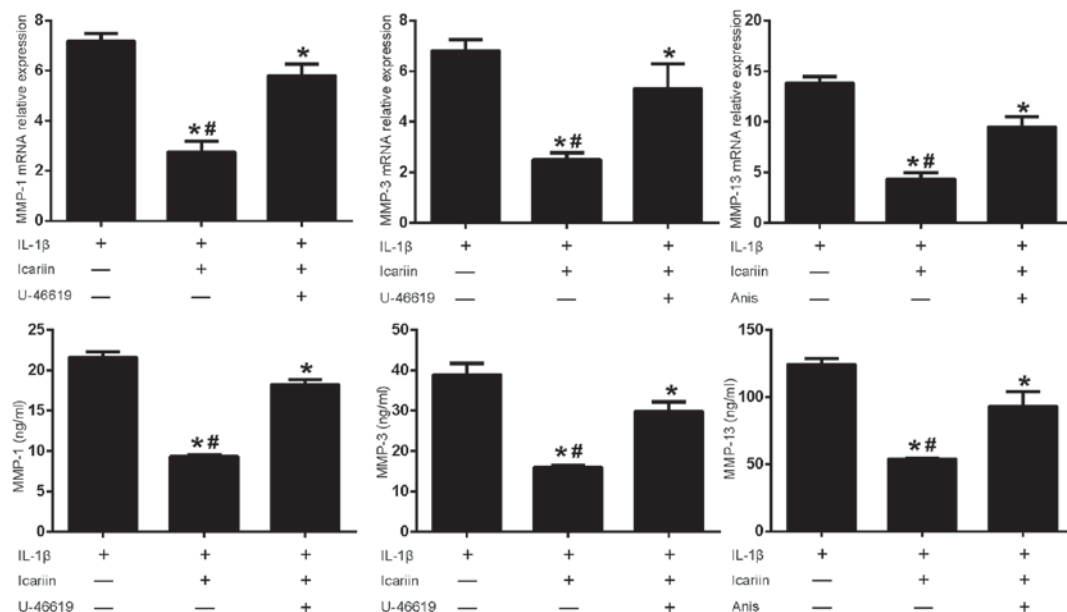 MMP-1 mRNA relative expression
8
6
4
2
0
*#
*
IL-1β + + +
Icariin — + +
U-46619 — — +
MMP-3 mRNA relative expression
8
6
4
2
0
*#
*
IL-1β + + +
Icariin — + +
U-46619 — — +
MMP-13 mRNA relative expression
20
15
10
5
0
*#
*
IL-1β + + +
Icariin — + +
Anis — — +
MMP-1 (ng/ml)
25
20
15
10
5
0
*#
*
IL-1β + + +
Icariin — + +
U-46619 — — +
MMP-3 (ng/ml)
50
40
30
20
10
0
*#
*
IL-1β + + +
Icariin — + +
U-46619 — — +
MMP-13 (ng/ml)
150
100
50
0
*#
*
IL-1β + + +
Icariin — + +
Anis — — +